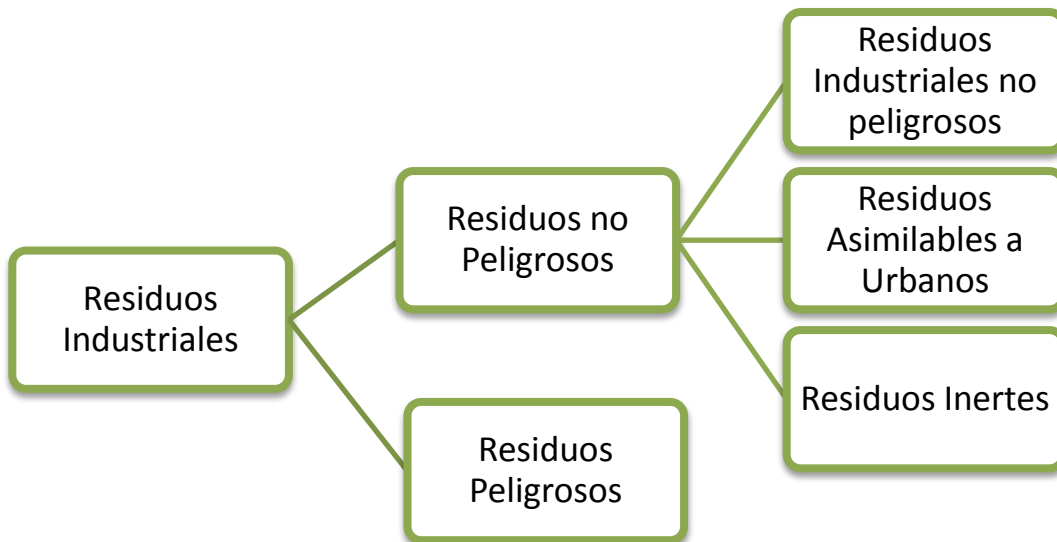 Residuos
Industriales
Residuos no
Peligrosos
Residuos
Peligrosos
Residuos
Industriales no
peligrosos
Residuos
Asimilables a
Urbanos
Residuos Inertes